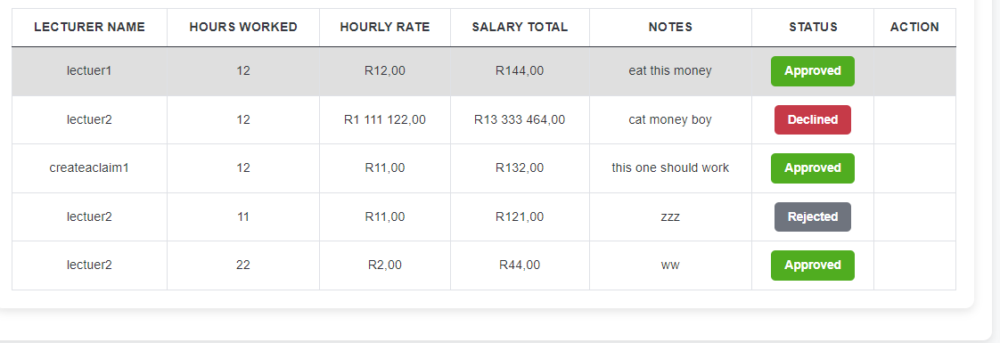 LECTURER NAME HOURS WORKED HOURLY RATE SALARY TOTAL NOTES STATUS ACTION
lectuer1 12 R12,00 R144,00 eat this money Approved
lectuer2 12 R1 111 122,00 R13 333 464,00 cat money boy Declined
createaclaim1 12 R11,00 R132,00 this one should work Approved
lectuer2 11 R11,00 R121,00 zzz Rejected
lectuer2 22 R2,00 R44,00 ww Approved